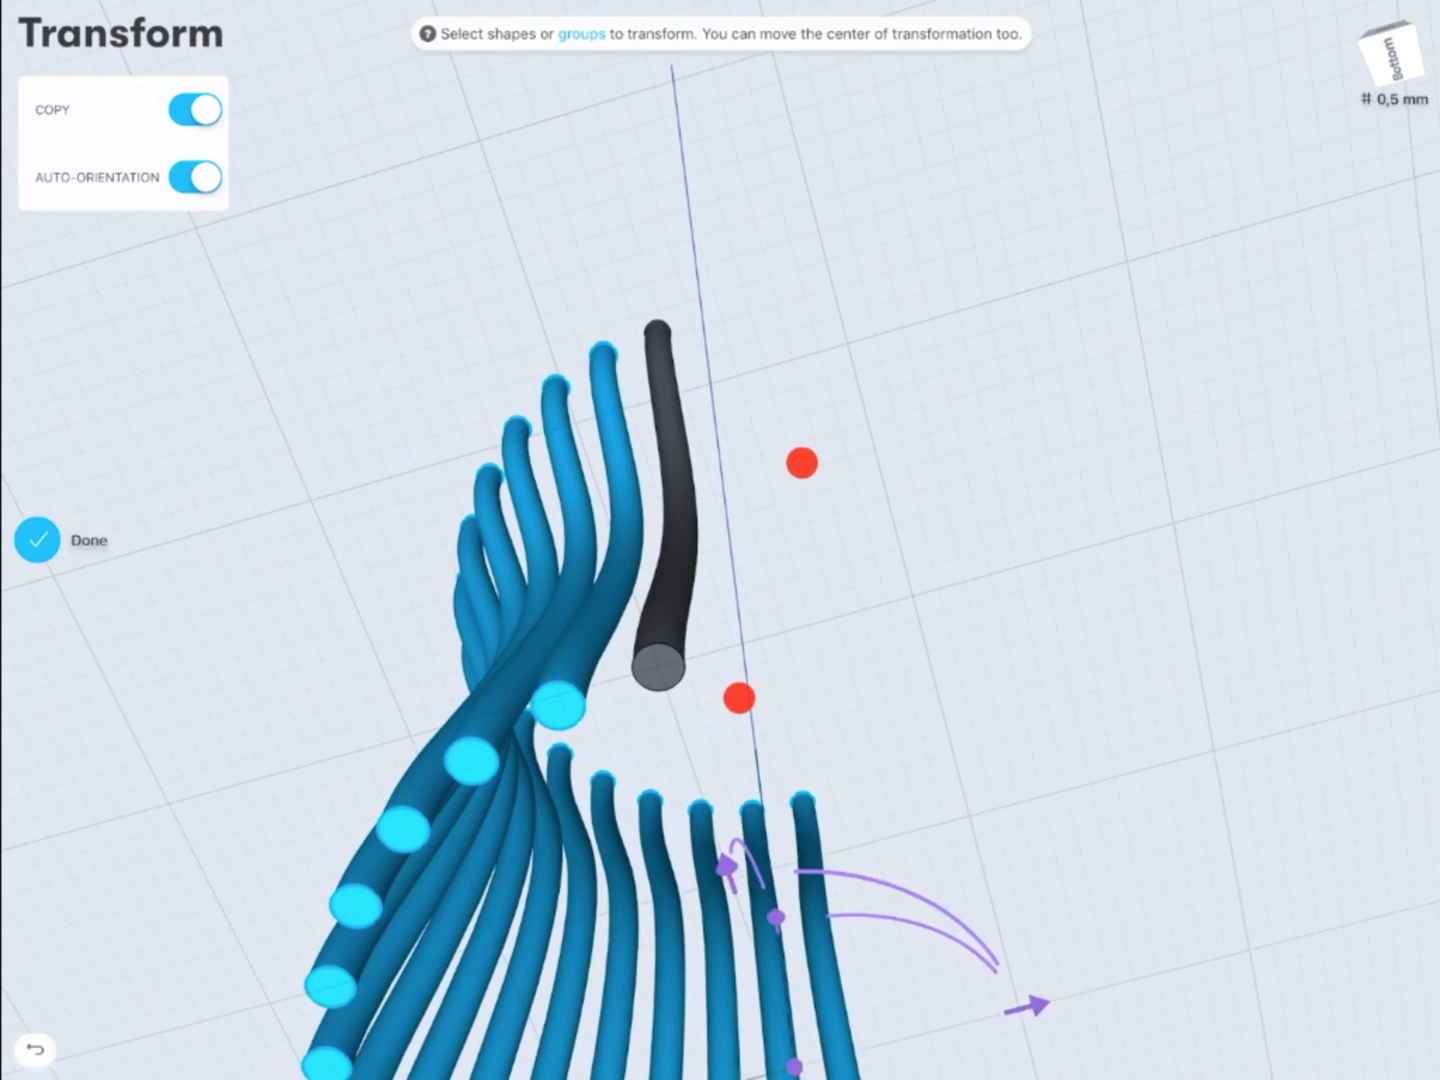 Transform
Select shapes or groups to transform. You can move the center of transformation too.
Bottom
# 0,5 mm
COPY
AUTO-ORIENTATION
Done